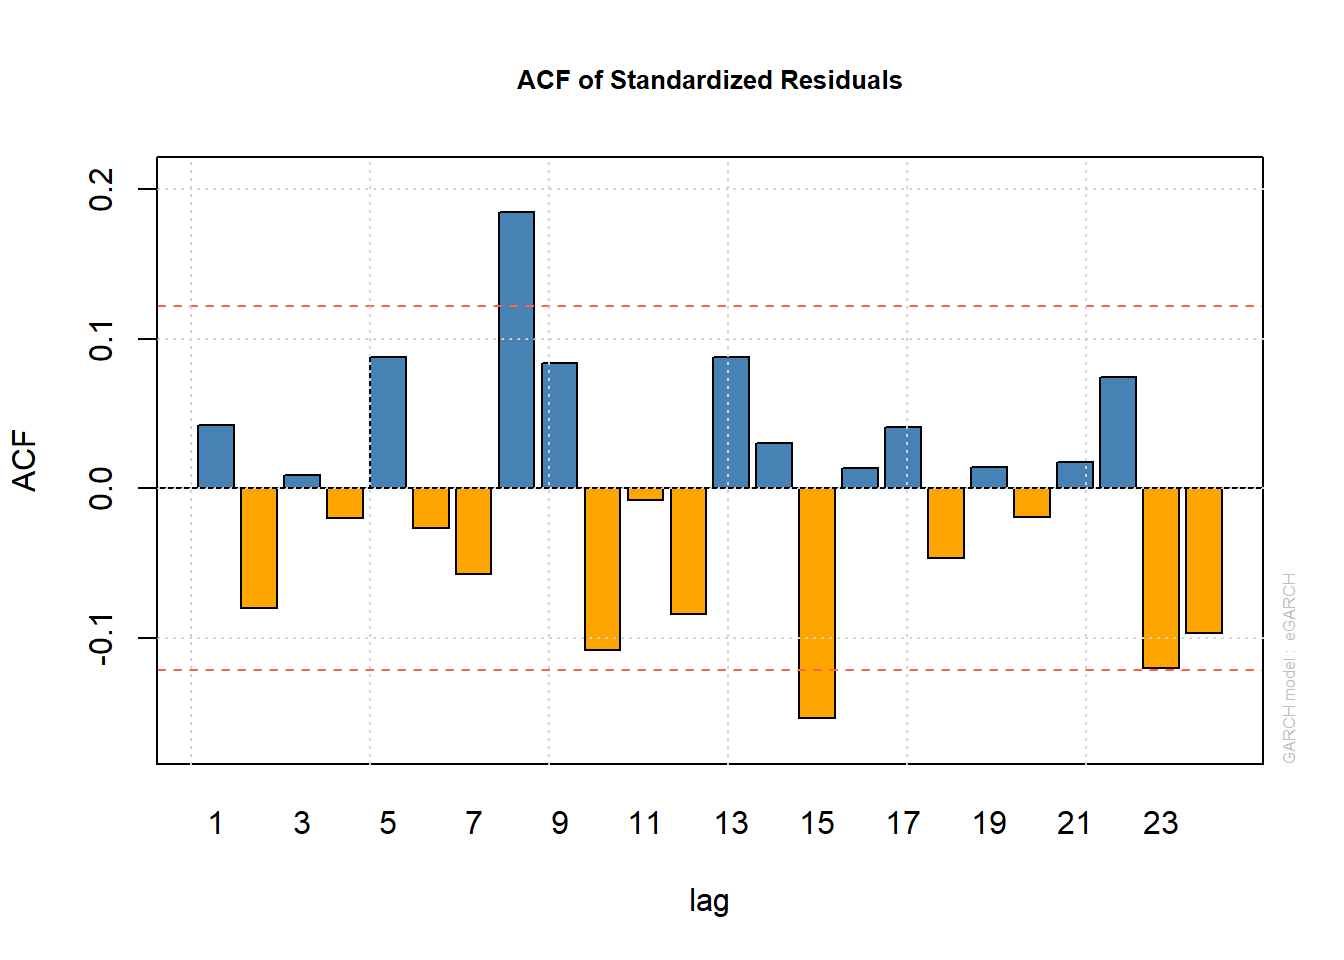 ACF of Standardized Residuals
ACF
0.2
0.1
0.0
-0.1
1 3 5 7 9 11 13 15 17 19 21 23
lag
GARCH model : eGARCH